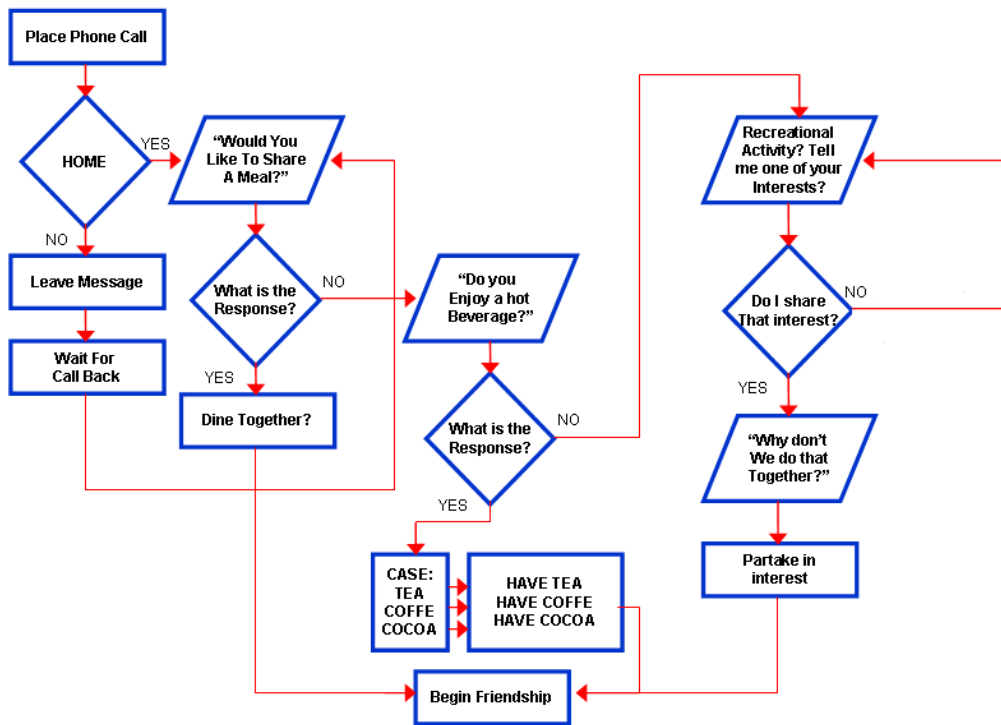 Place Phone Call
HOME
YES
NO
Leave Message
Wait For
Call Back
“Would You
Like To Share
A Meal?”
What is the
Response?
NO
YES
Dine Together?
“Do you
Enjoy a hot
Beverage?”
What is the
Response?
NO
YES
CASE:
TEA
COFFE
COCOA
HAVE TEA
HAVE COFFE
HAVE COCOA
Recreational
Activity? Tell
me one of your
Interests?
Do I share
That interest?
NO
YES
“Why don't
We do that
Together?”
Partake in
interest
Begin Friendship